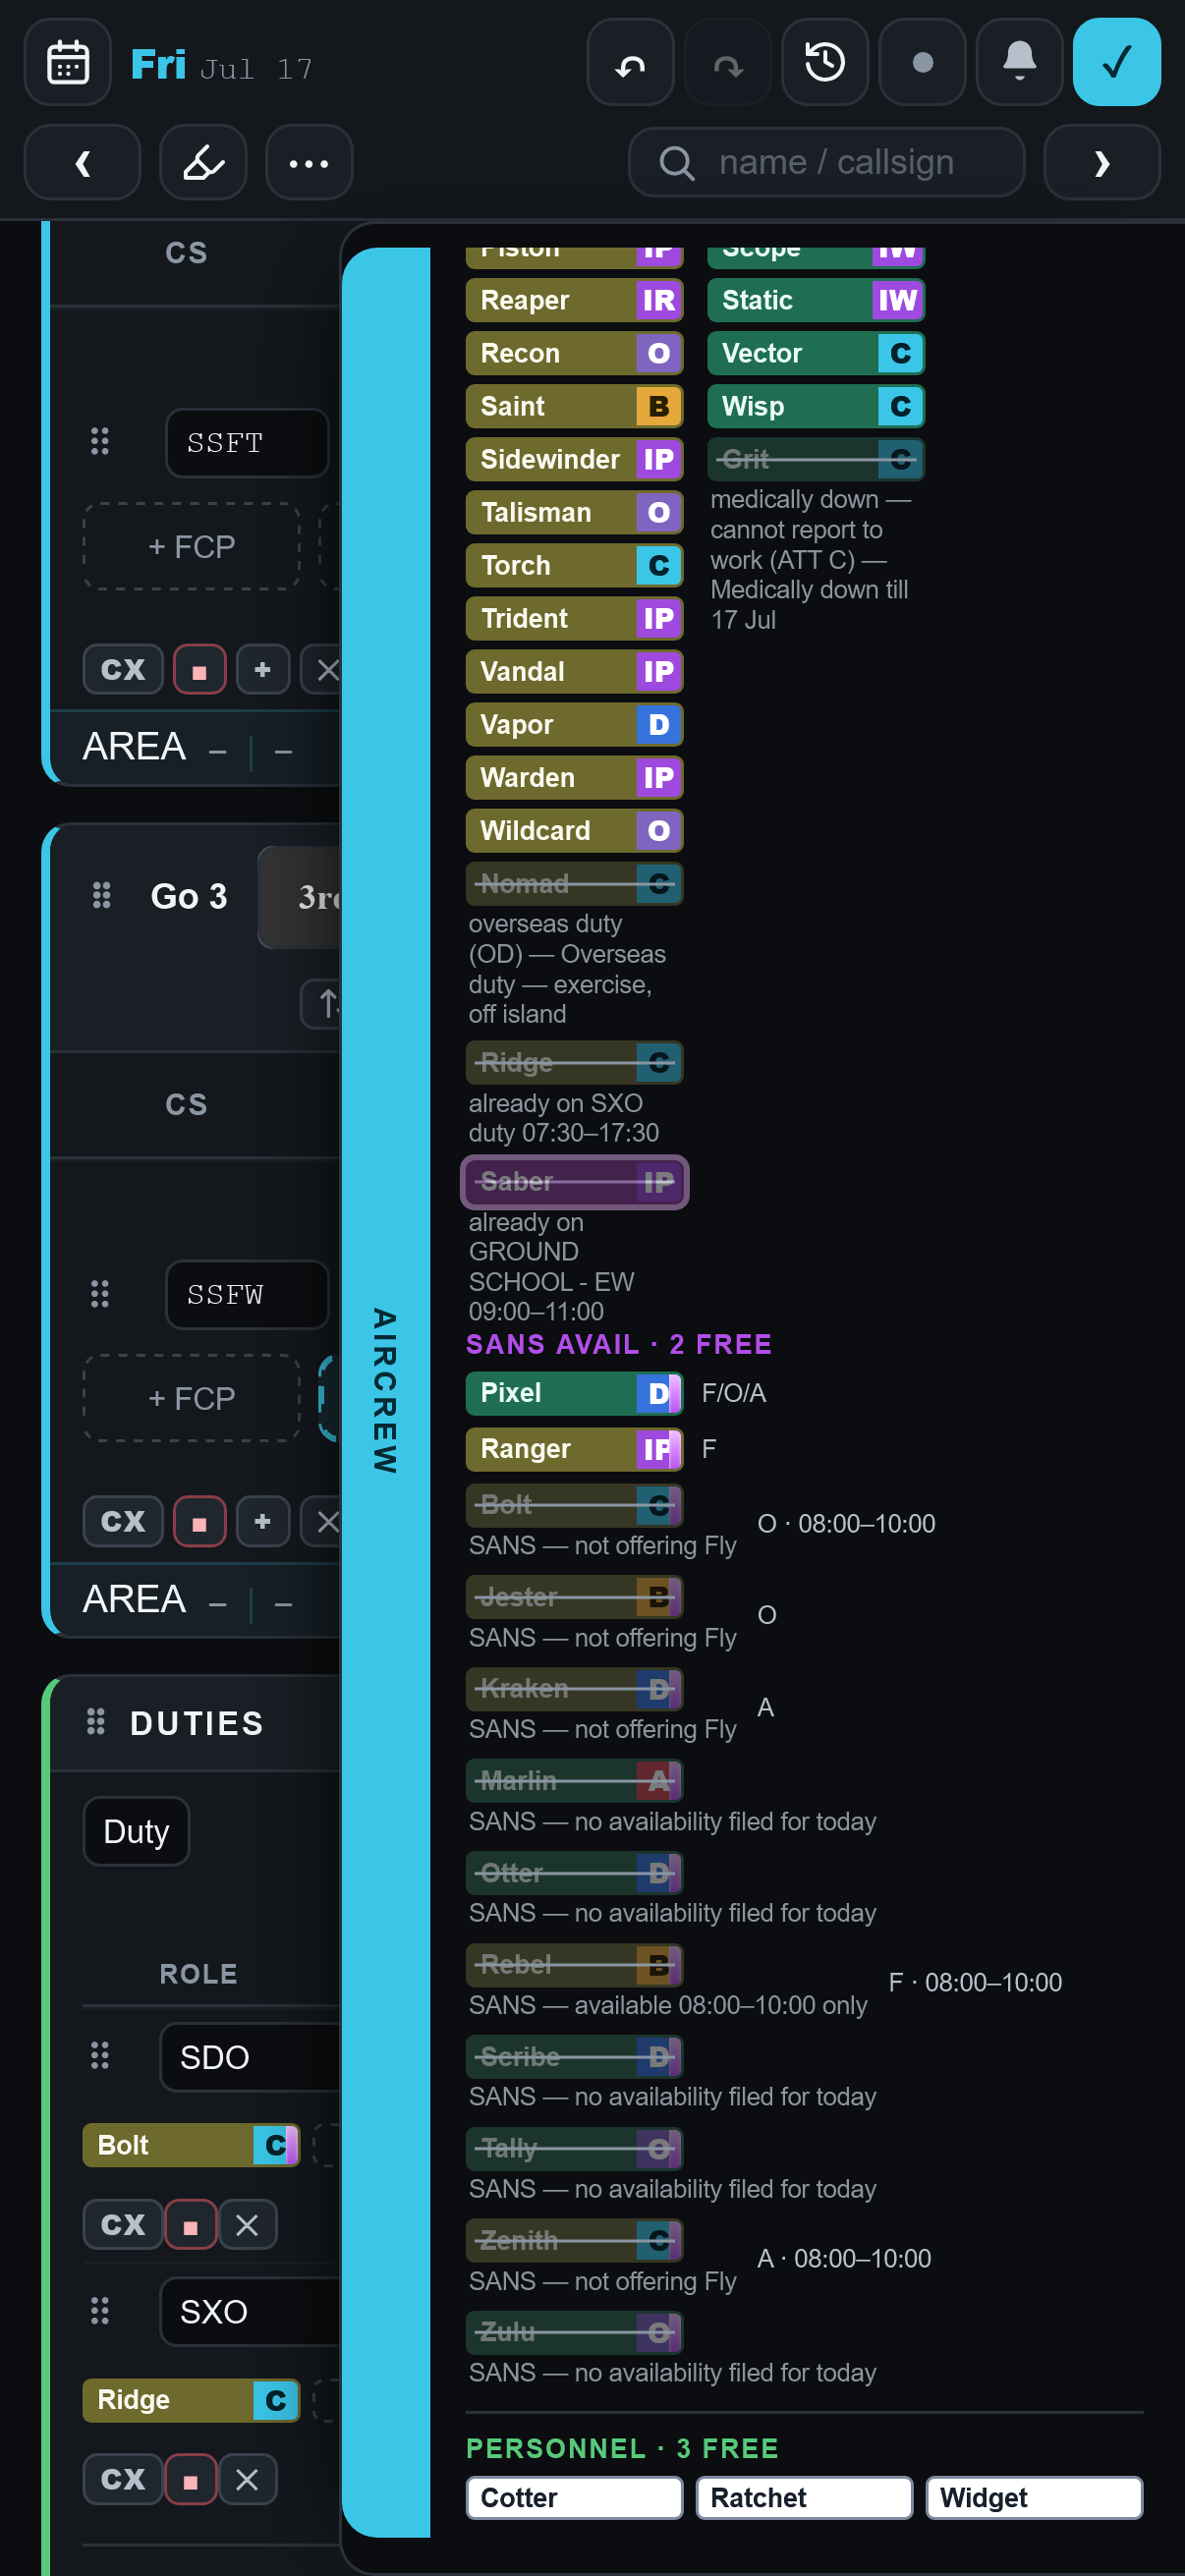 Fri Jul 17
name / callsign
CS
SSFT
+ FCP
CX
+
AREA – | –
Go 3
CS
SSFW
+ FCP
CX
+
AREA – | –
DUTIES
Duty
ROLE
SDO
Bolt C
CX
SXO
Ridge C
CX
AIRCREW
Piston IP
Reaper IR
Recon O
Saint B
Sidewinder IP
Talisman O
Torch C
Trident IP
Vandal IP
Vapor D
Warden IP
Wildcard O
Nomad C
overseas duty
(OD) — Overseas
duty — exercise,
off island
Ridge C
already on SXO
duty 07:30–17:30
Saber IP
already on
GROUND
SCHOOL - EW
09:00–11:00
Scope IW
Static IW
Vector C
Wisp C
Grit C
medically down —
cannot report to
work (ATT C) —
Medically down till
17 Jul
SANS AVAIL · 2 FREE
Pixel D F/O/A
Ranger IP F
Bolt C
SANS — not offering Fly
O · 08:00–10:00
Jester B
SANS — not offering Fly
O
Kraken D
SANS — not offering Fly
A
Marlin A
SANS — no availability filed for today
Otter D
SANS — no availability filed for today
Rebel B
SANS — available 08:00–10:00 only
F · 08:00–10:00
Scribe D
SANS — no availability filed for today
Tally O
SANS — no availability filed for today
Zenith C
SANS — not offering Fly
A · 08:00–10:00
Zulu O
SANS — no availability filed for today
PERSONNEL · 3 FREE
Cotter
Ratchet
Widget